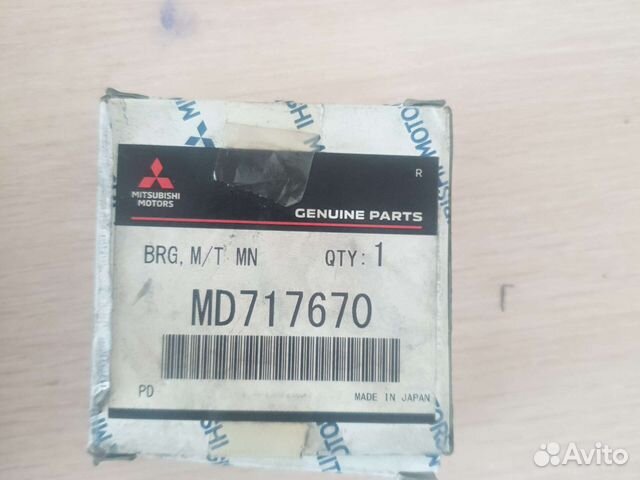 R
MITSUBISHI
MOTORS
GENUINE PARTS
BRG, M/T MN QTY: 1
MD717670
PD MADE IN JAPAN
Avito